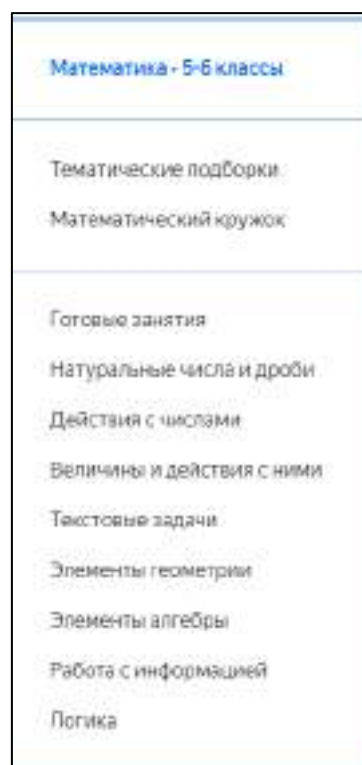 Математика - 5-6 классы
Тематические подборки
Математический кружок
Готовые занятия
Натуральные числа и дроби
Действия с числами
Величины и действия с ними
Текстовые задачи
Элементы геометрии
Элементы алгебры
Работа с информацией
Логика